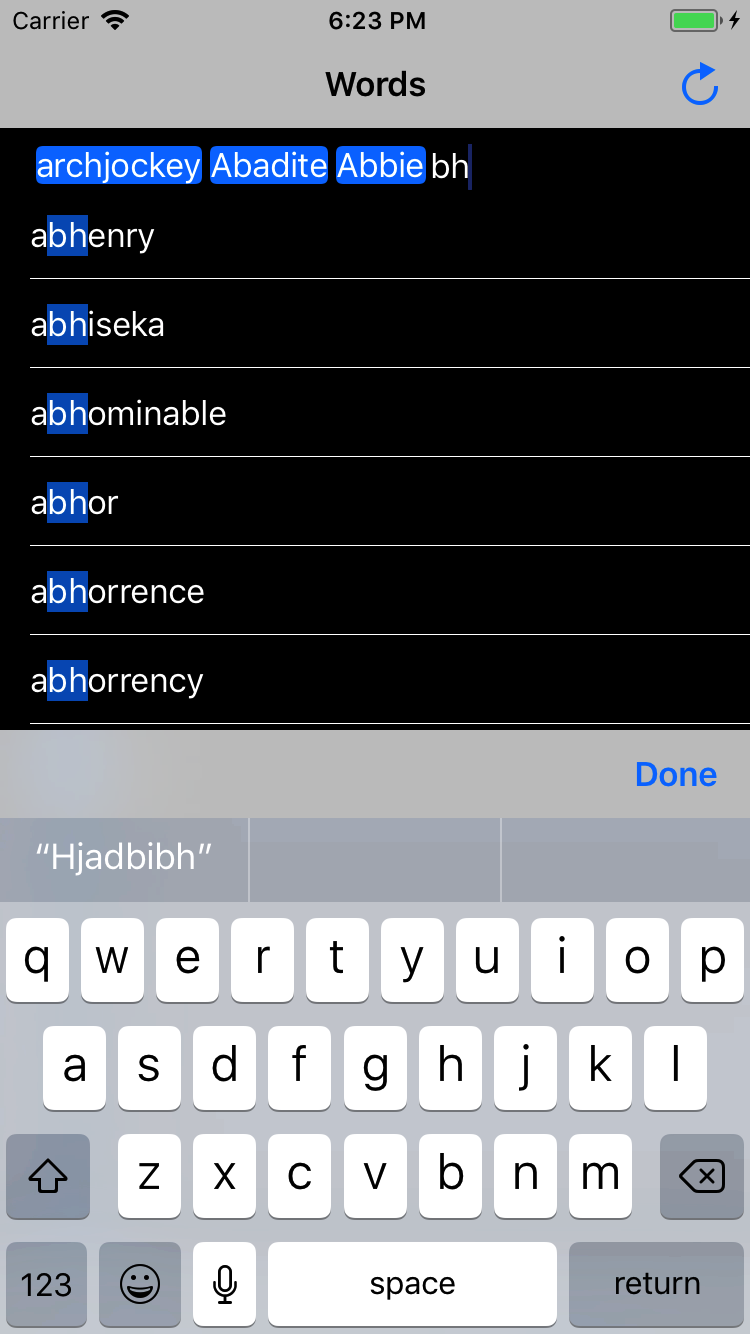 Carrier 6:23 PM
Words
archjockey Abadite Abbie bh
abhenry
abhiseka
abhominable
abhor
abhorrence
abhorrency
Done
“Hjadbibh”
q w e r t y u i o p
a s d f g h j k l
z x c v b n m
123 space return